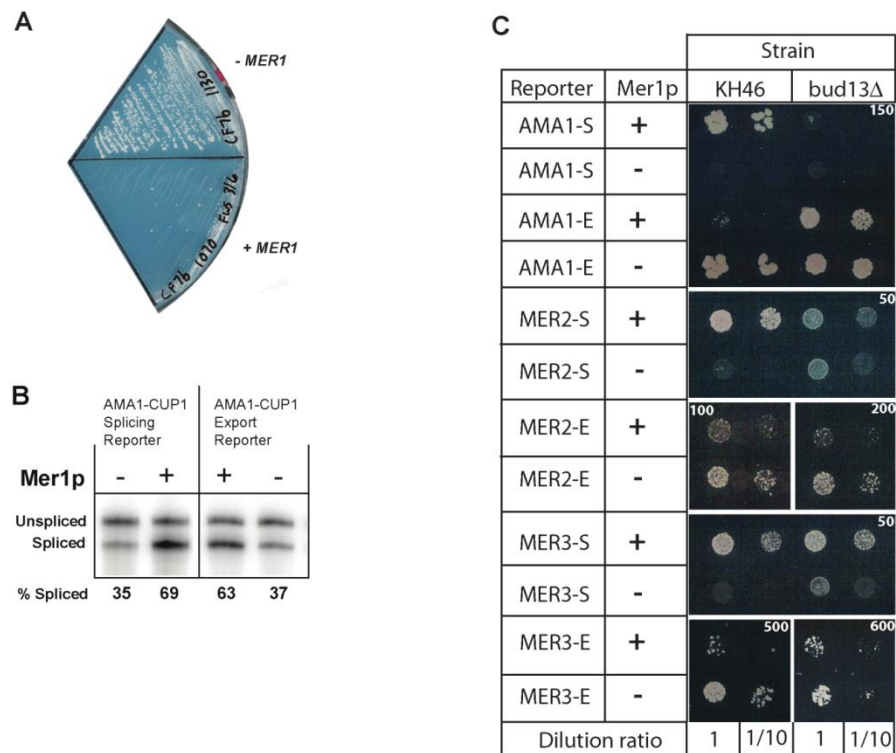 A
- MER1
CF76 1130
CF76 1070 FUS 3/6
+ MER1
B
AMA1-CUP1
Splicing
Reporter
AMA1-CUP1
Export
Reporter
Mer1p - + + -
Unspliced
Spliced
% Spliced 35 69 63 37
C
Strain
Reporter Mer1p KH46 bud13Δ
AMA1-S + 150
AMA1-S -
AMA1-E +
AMA1-E -
MER2-S + 50
MER2-S -
MER2-E + 100 200
MER2-E -
MER3-S + 50
MER3-S -
MER3-E + 500 600
MER3-E -
Dilution ratio 1 1/10 1 1/10